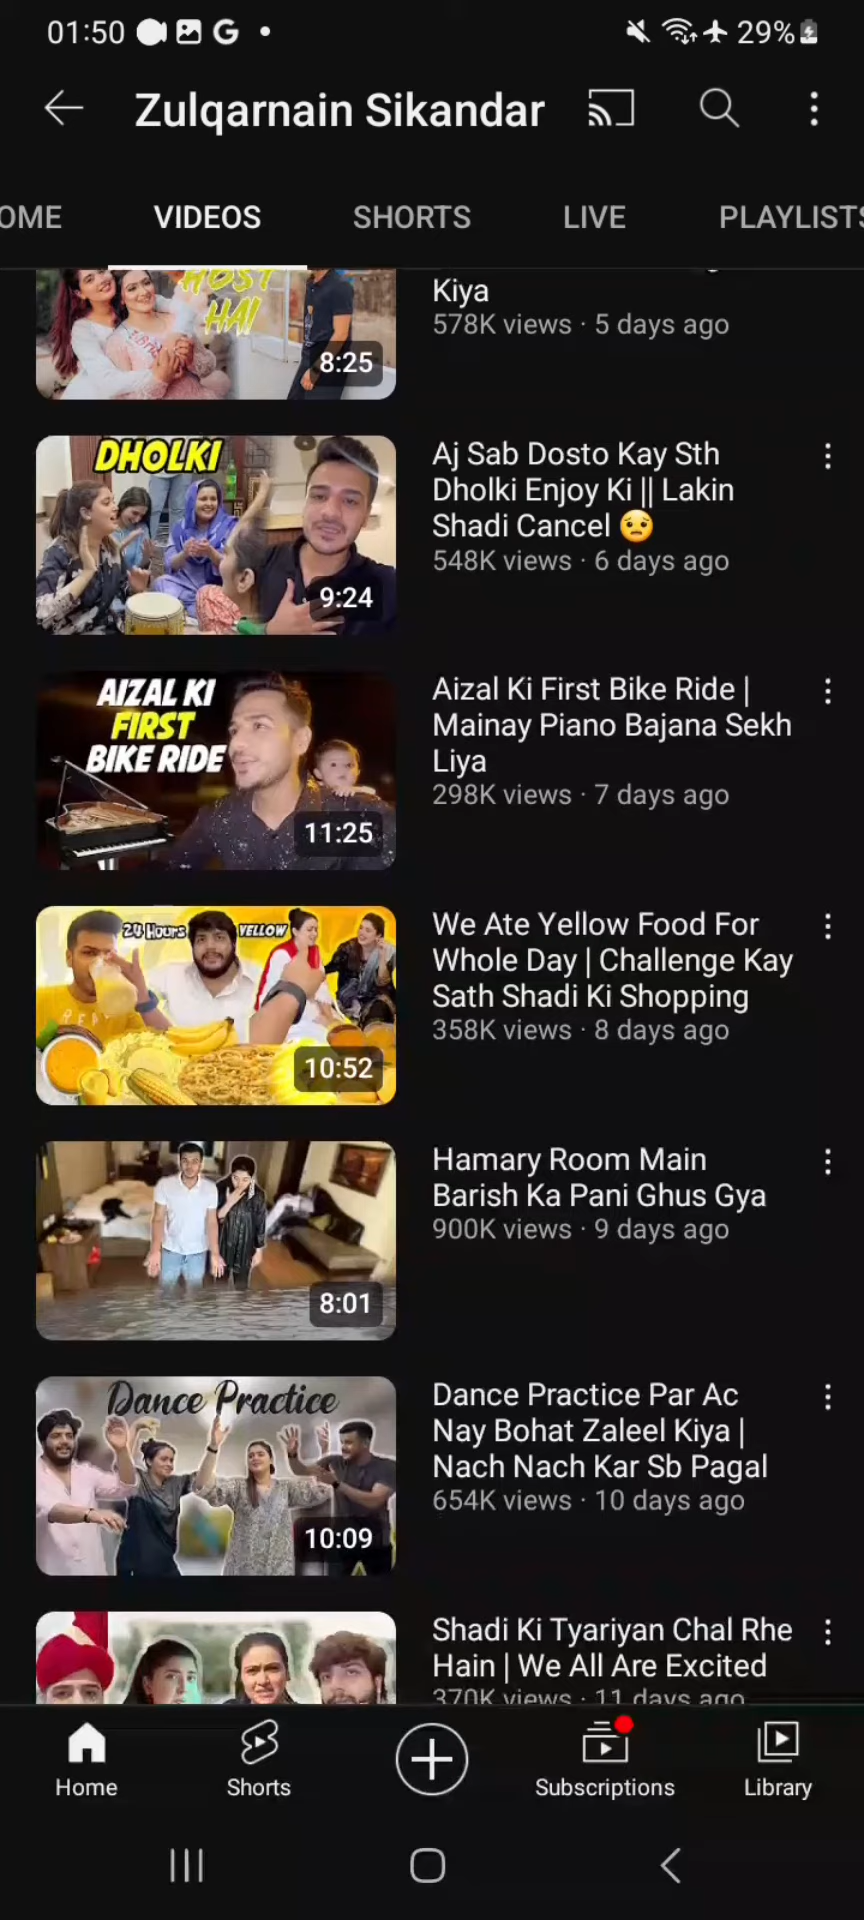 01:50
29%
Zulqarnain Sikandar
OME
VIDEOS
SHORTS
LIVE
PLAYLISTS
HOST
HAI
8:25
Kiya
578K views · 5 days ago
DHOLKI
9:24
Aj Sab Dosto Kay Sth
Dholki Enjoy Ki || Lakin
Shadi Cancel 😟
548K views · 6 days ago
AIZAL KI
FIRST
BIKE RIDE
11:25
Aizal Ki First Bike Ride |
Mainay Piano Bajana Sekh
Liya
298K views · 7 days ago
24 Hours
YELLOW
10:52
We Ate Yellow Food For
Whole Day | Challenge Kay
Sath Shadi Ki Shopping
358K views · 8 days ago
8:01
Hamary Room Main
Barish Ka Pani Ghus Gya
900K views · 9 days ago
Dance Practice
10:09
Dance Practice Par Ac
Nay Bohat Zaleel Kiya |
Nach Nach Kar Sb Pagal
654K views · 10 days ago
Shadi Ki Tyariyan Chal Rhe
Hain | We All Are Excited
370K views · 11 days ago
Home
Shorts
Subscriptions
Library